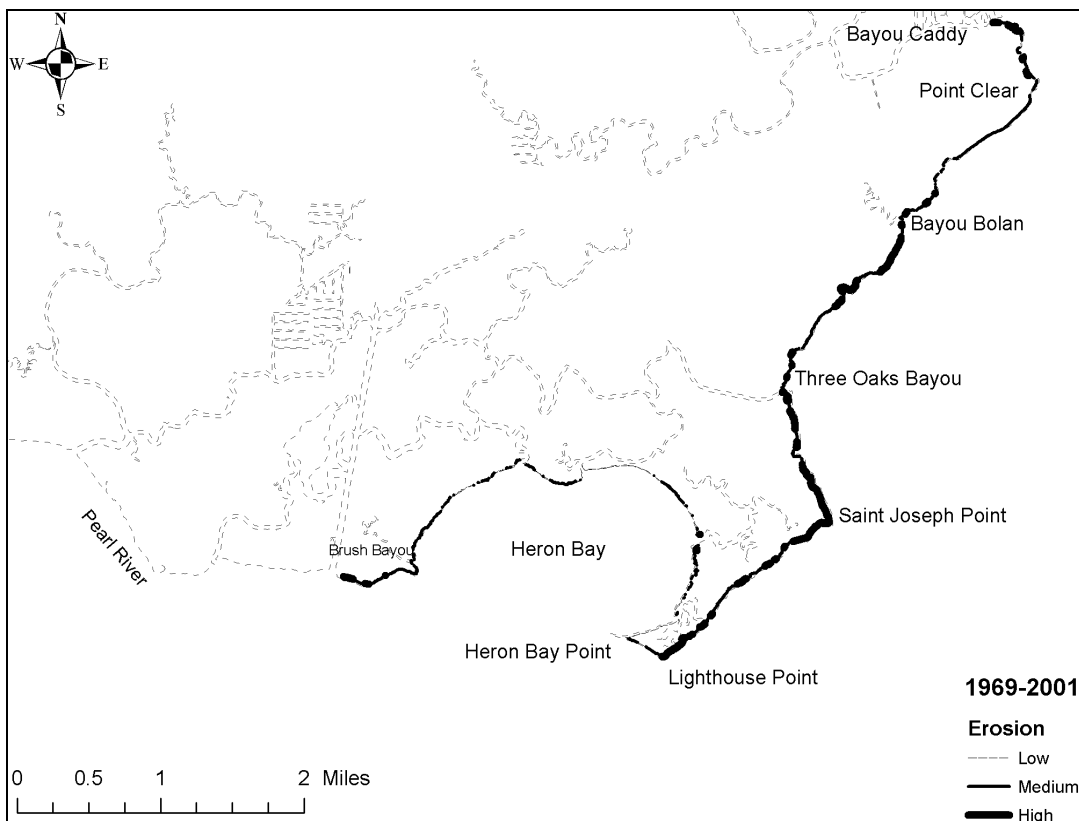 N
W E
S
Bayou Caddy
Point Clear
Bayou Bolan
Three Oaks Bayou
Saint Joseph Point
Pearl River
Brush Bayou
Heron Bay
Heron Bay Point
Lighthouse Point
1969-2001
Erosion
Low
Medium
High
0 0.5 1 2 Miles